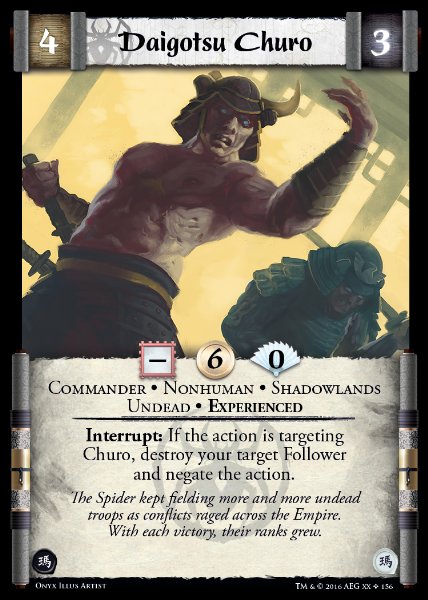 4 Daigotsu Churo 3
– 6 0
Commander • Nonhuman • Shadowlands
Undead • Experienced
Interrupt: If the action is targeting
Churo, destroy your target Follower
and negate the action.
The Spider kept fielding more and more undead
troops as conflicts raged across the Empire.
With each victory, their ranks grew.
瑪 瑪
Onyx Illus Artist TM & © 2016 AEG XX ❖ 156